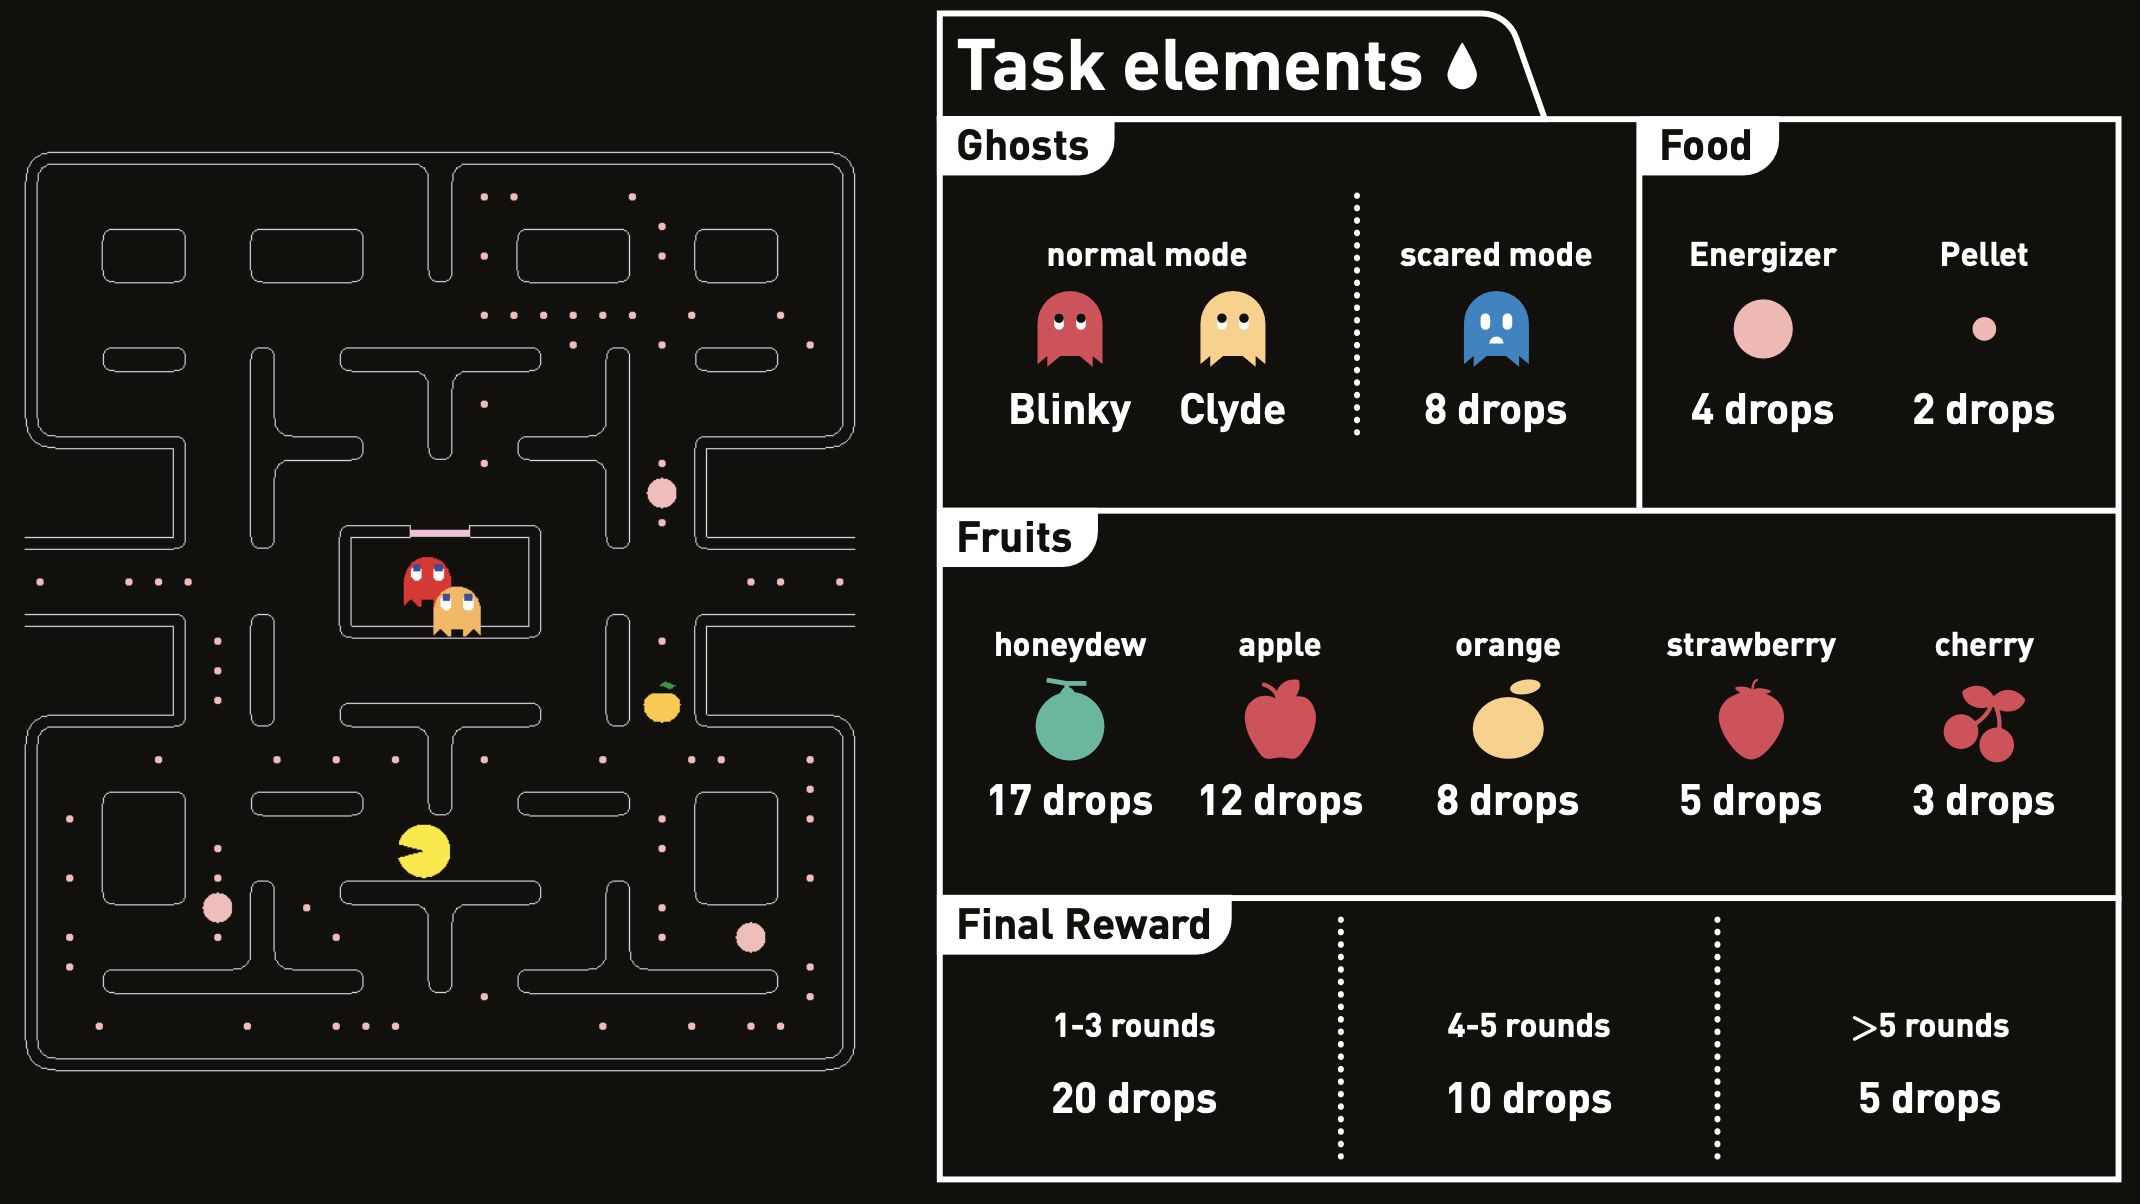 Task elements
Ghosts
Food
normal mode
scared mode
Energizer
Pellet
Blinky
Clyde
8 drops
4 drops
2 drops
Fruits
honeydew
apple
orange
strawberry
cherry
17 drops
12 drops
8 drops
5 drops
3 drops
Final Reward
1-3 rounds
4-5 rounds
>5 rounds
20 drops
10 drops
5 drops